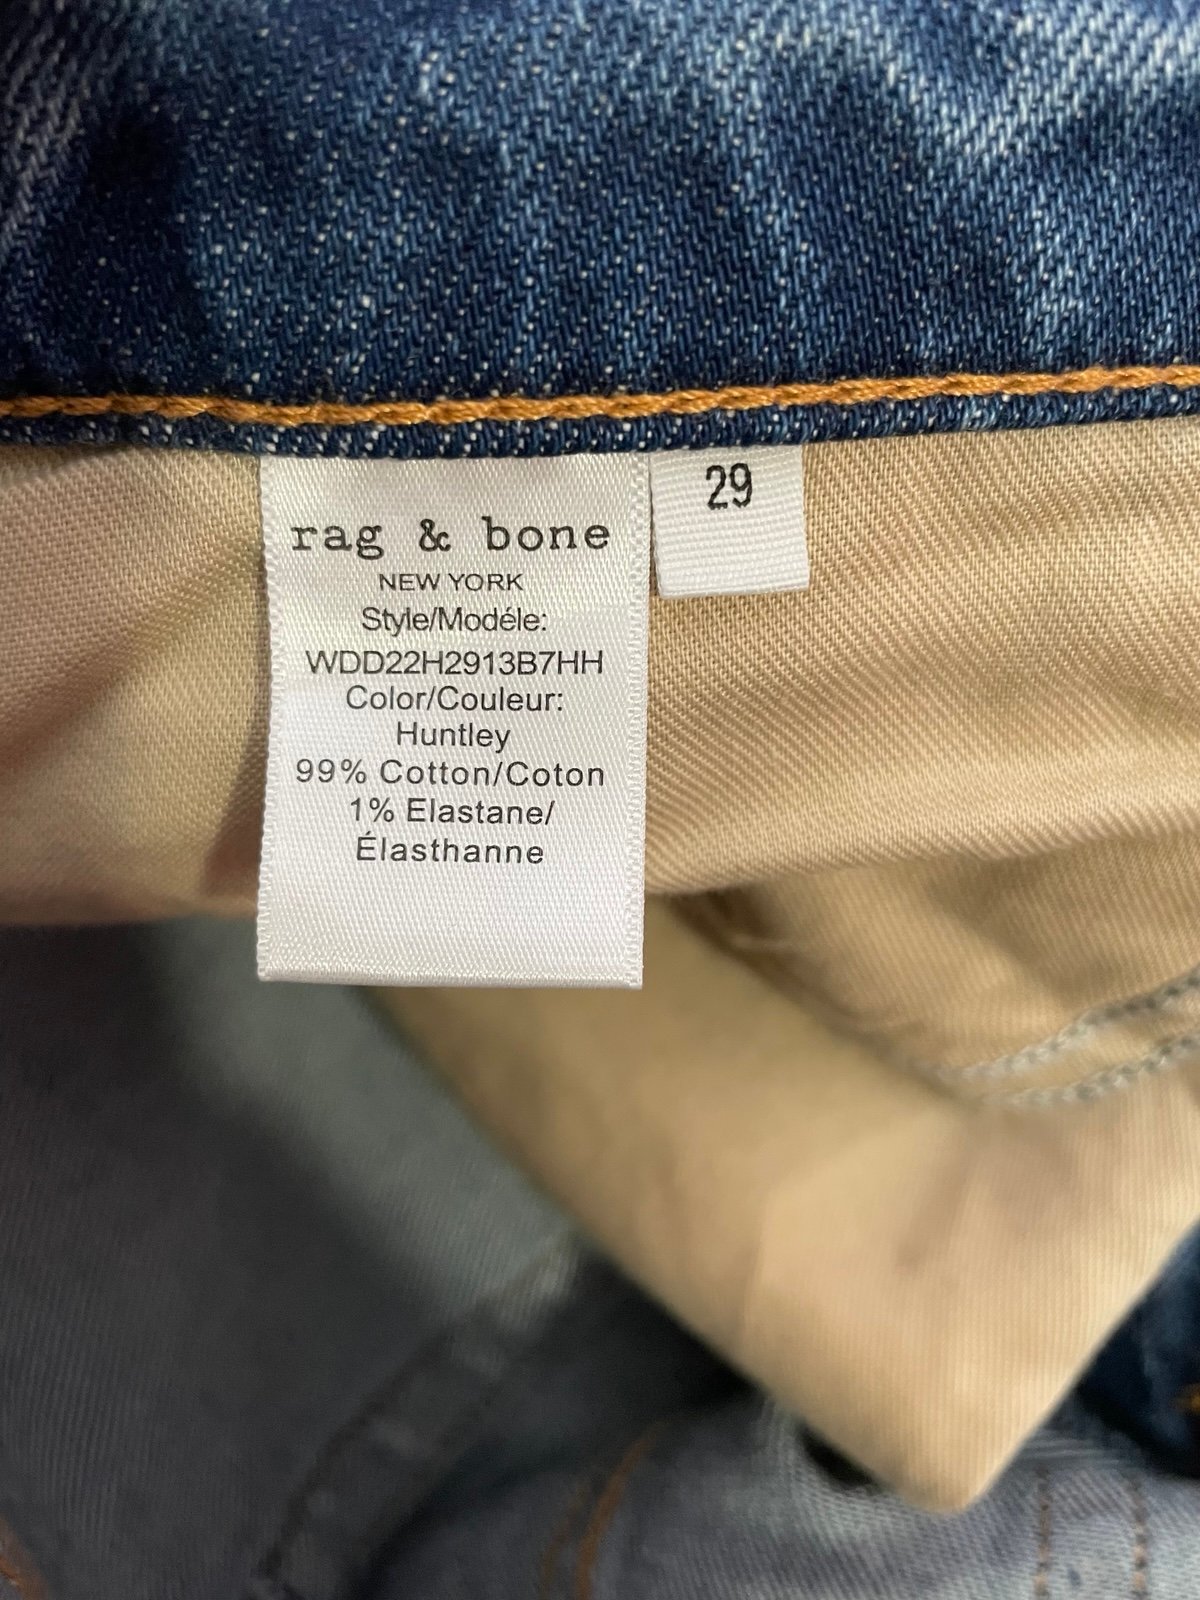 rag & bone
NEW YORK
Style/Modéle:
WDD22H2913B7HH
Color/Couleur:
Huntley
99% Cotton/Coton
1% Elastane/
Élasthanne
29